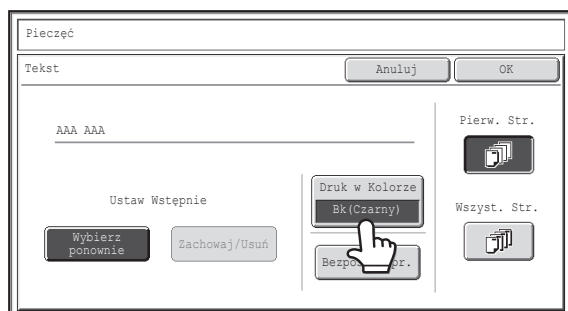 Pieczęć
Tekst
Anuluj
OK
AAA AAA
Pierw. Str.
Ustaw Wstępnie
Druk w Kolorze
Bk(Czarny)
Wszyst. Str.
Wybierz
ponownie
Zachowaj/Usuń